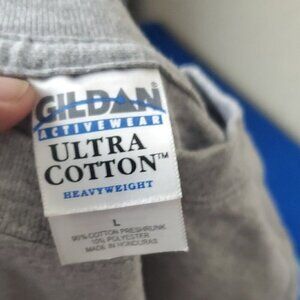 GILDAN®
ACTIVEWEAR
ULTRA
COTTON™
HEAVYWEIGHT
L
90% COTTON PRESHRUNK
10% POLYESTER
MADE IN HONDURAS